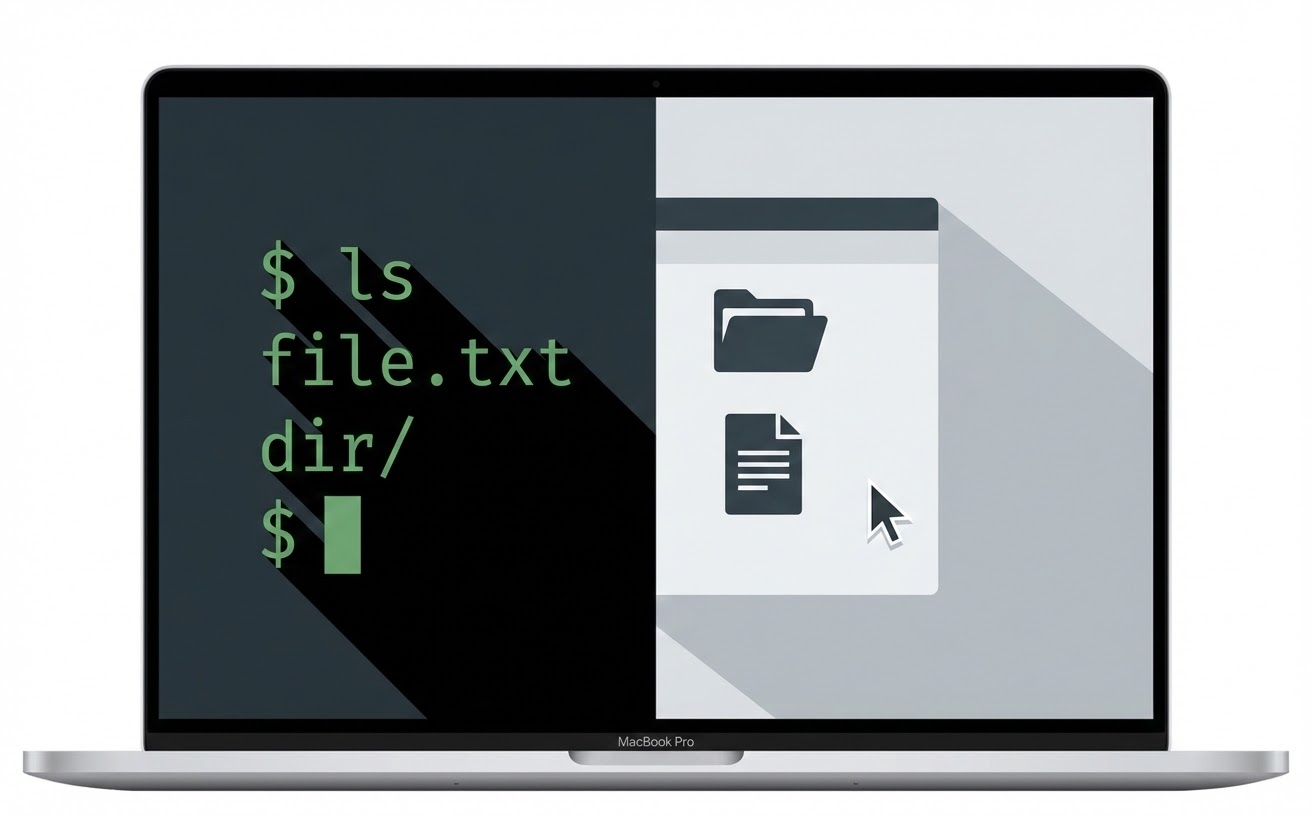 $ ls
file.txt
dir/
$
MacBook Pro